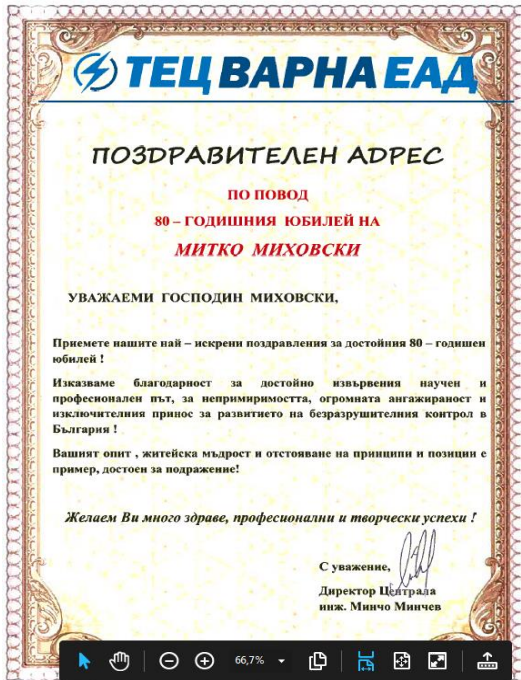 ТЕЦ ВАРНА ЕАД
ПОЗДРАВИТЕЛЕН АДРЕС
ПО ПОВОД
80 – ГОДИШНИЯ ЮБИЛЕЙ НА
МИТКО МИХОВСКИ
УВАЖАЕМИ ГОСПОДИН МИХОВСКИ,
Приемете нашите най – искрени поздравления за достойния 80 – годишен
юбилей !
Изказваме благодарност за достойно извървения научен и
професионален път, за непримиримостта, огромната ангажираност и
изключителния принос за развитието на безразрушителния контрол в
България !
Вашият опит , житейска мъдрост и отстояване на принципи и позиции е
пример, достоен за подражение!
Желаем Ви много здраве, професионални и творчески успехи !
С уважение,
Директор Централа
инж. Минчо Минчев
66,7%